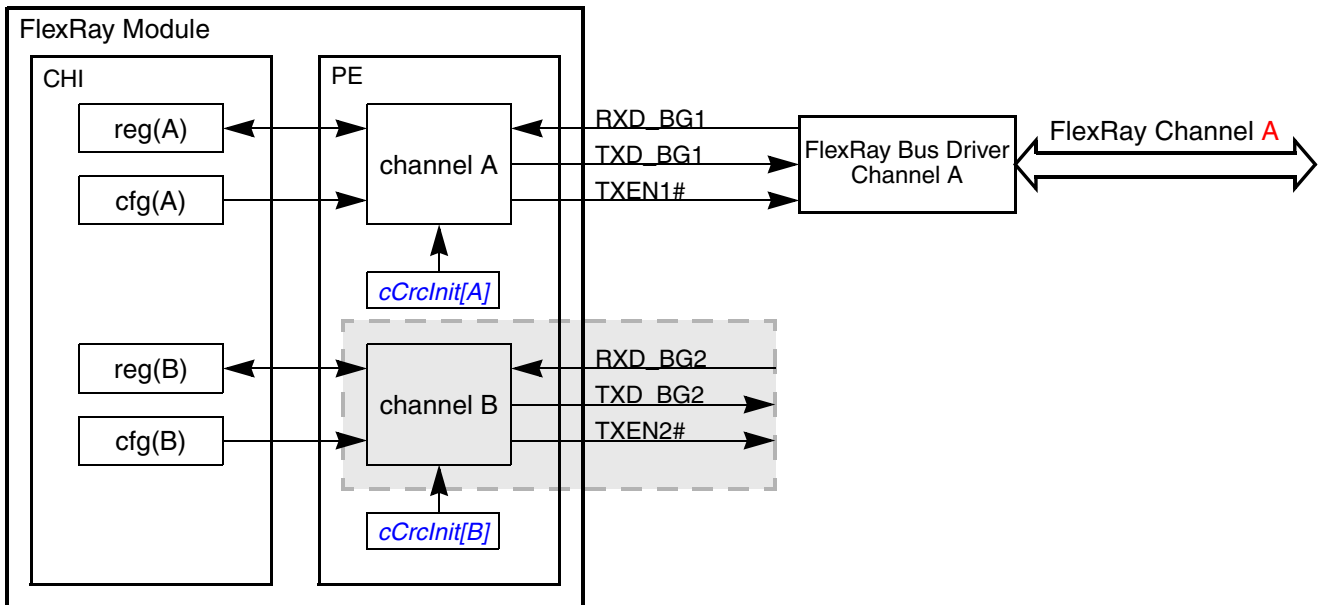 FlexRay Module
CHI
PE
reg(A)
channel A
RXD_BG1
TXD_BG1
TXEN1#
FlexRay Bus Driver
Channel A
FlexRay Channel A
cfg(A)
cCrcInit[A]
reg(B)
channel B
RXD_BG2
TXD_BG2
TXEN2#
cfg(B)
cCrcInit[B]